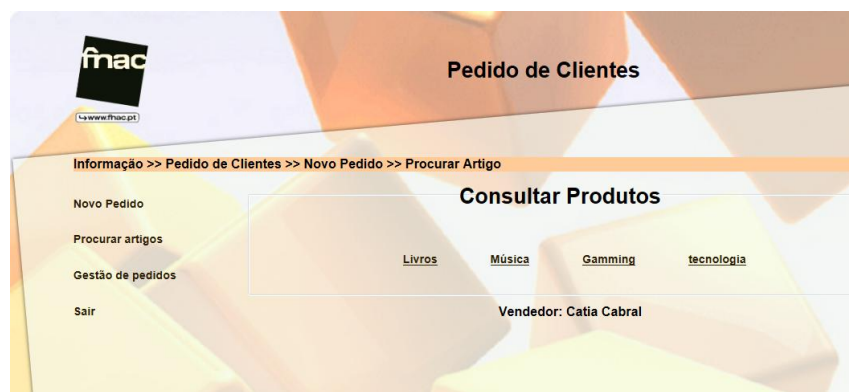 fnac
Pedido de Clientes
www.fnac.pt
Informação >> Pedido de Clientes >> Novo Pedido >> Procurar Artigo
Consultar Produtos
Novo Pedido
Procurar artigos
Livros Música Gamming tecnologia
Gestão de pedidos
Sair
Vendedor: Catia Cabral